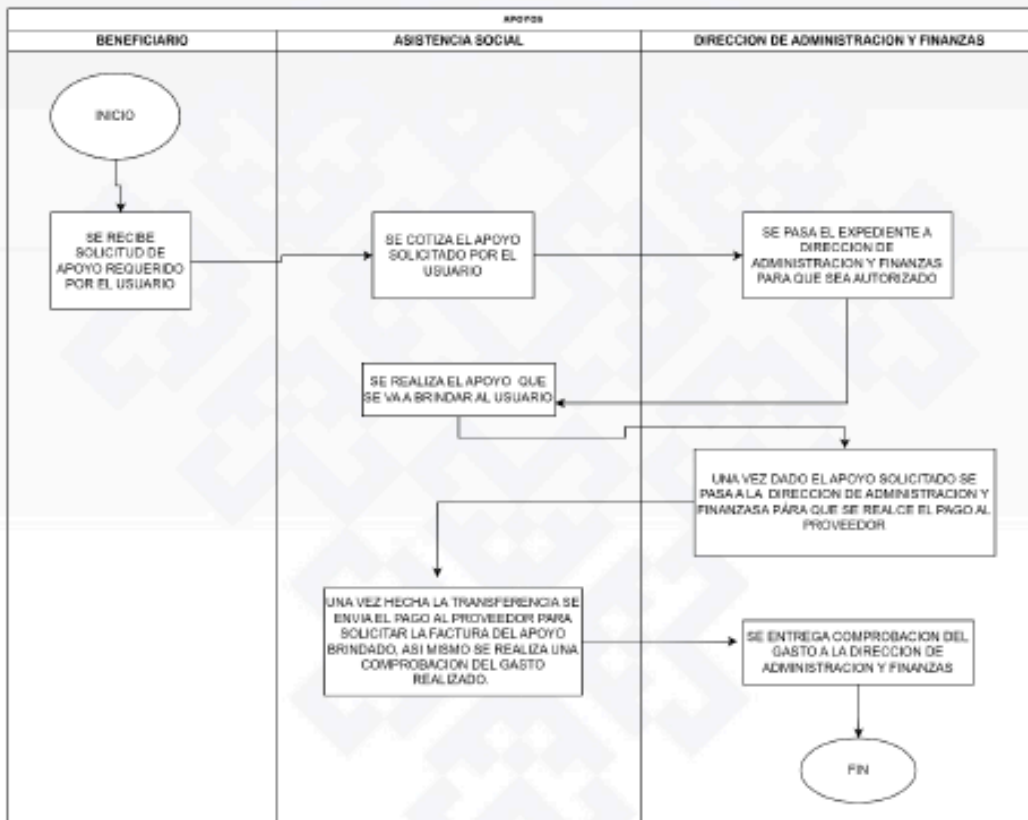 APOYOS
BENEFICIARIO
ASISTENCIA SOCIAL
DIRECCION DE ADMINISTRACION Y FINANZAS
INICIO
SE RECIBE
SOLICITUD DE
APOYO REQUERIDO
POR EL USUARIO
SE COTIZA EL APOYO
SOLICITADO POR EL
USUARIO
SE PASA EL EXPEDIENTE A
DIRECCION DE
ADMINISTRACION Y FINANZAS
PARA QUE SEA AUTORIZADO
SE REALIZA EL APOYO QUE
SE VA A BRINDAR AL USUARIO
UNA VEZ DADO EL APOYO SOLICITADO SE
PASA A LA DIRECCION DE ADMINISTRACION Y
FINANZASA PÁRA QUE SE REALCE EL PAGO AL
PROVEEDOR
UNA VEZ HECHA LA TRANSFERENCIA SE
ENVIA EL PAGO AL PROVEEDOR PARA
SOLICITAR LA FACTURA DEL APOYO
BRINDADO, ASI MISMO SE REALIZA UNA
COMPROBACION DEL GASTO
REALIZADO.
SE ENTREGA COMPROBACION DEL
GASTO A LA DIRECCION DE
ADMINISTRACION Y FINANZAS
FIN